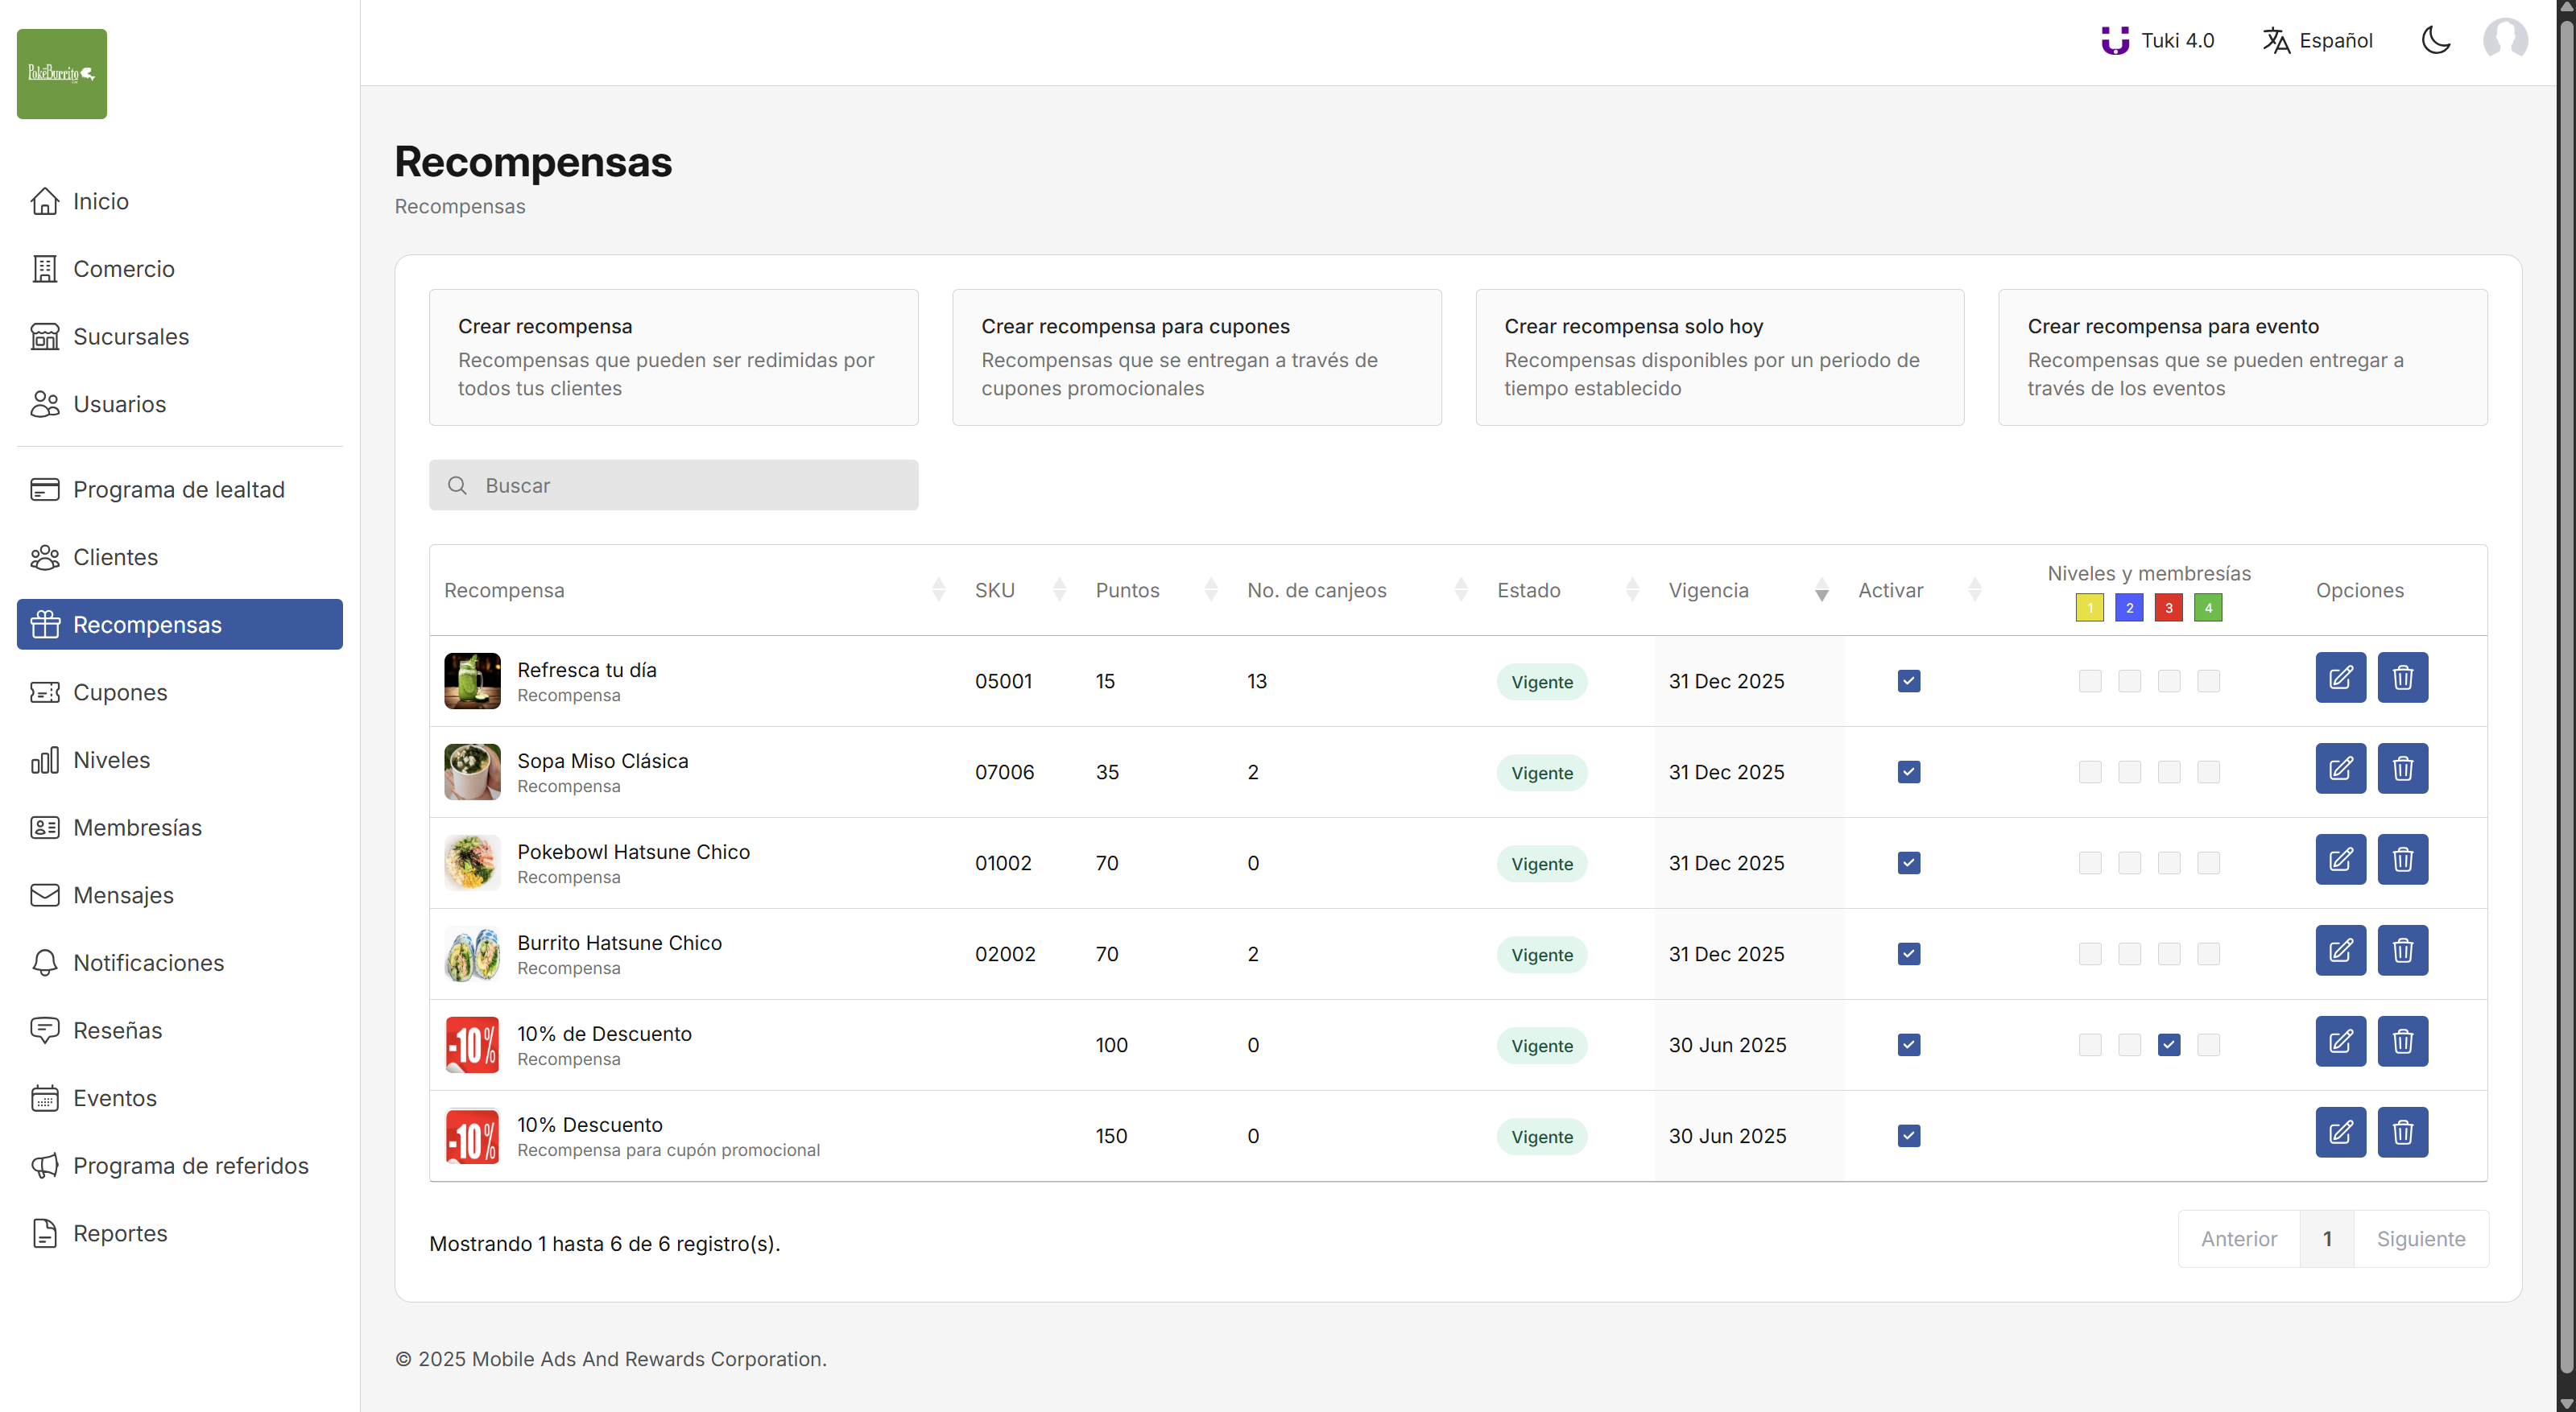 PokéBurrito
Tuki 4.0
Español
Inicio
Comercio
Sucursales
Usuarios
Programa de lealtad
Clientes
Recompensas
Cupones
Niveles
Membresías
Mensajes
Notificaciones
Reseñas
Eventos
Programa de referidos
Reportes
Recompensas
Recompensas
Crear recompensa
Recompensas que pueden ser redimidas por
todos tus clientes
Crear recompensa para cupones
Recompensas que se entregan a través de
cupones promocionales
Crear recompensa solo hoy
Recompensas disponibles por un periodo de
tiempo establecido
Crear recompensa para evento
Recompensas que se pueden entregar a
través de los eventos
Buscar
Recompensa SKU Puntos No. de canjeos Estado Vigencia Activar Niveles y membresías Opciones
1 2 3 4
Refresca tu día 05001 15 13 Vigente 31 Dec 2025
Recompensa
Sopa Miso Clásica 07006 35 2 Vigente 31 Dec 2025
Recompensa
Pokebowl Hatsune Chico 01002 70 0 Vigente 31 Dec 2025
Recompensa
Burrito Hatsune Chico 02002 70 2 Vigente 31 Dec 2025
Recompensa
-10% 10% de Descuento 100 0 Vigente 30 Jun 2025
Recompensa
-10% 10% Descuento 150 0 Vigente 30 Jun 2025
Recompensa para cupón promocional
Mostrando 1 hasta 6 de 6 registro(s).
Anterior 1 Siguiente
© 2025 Mobile Ads And Rewards Corporation.